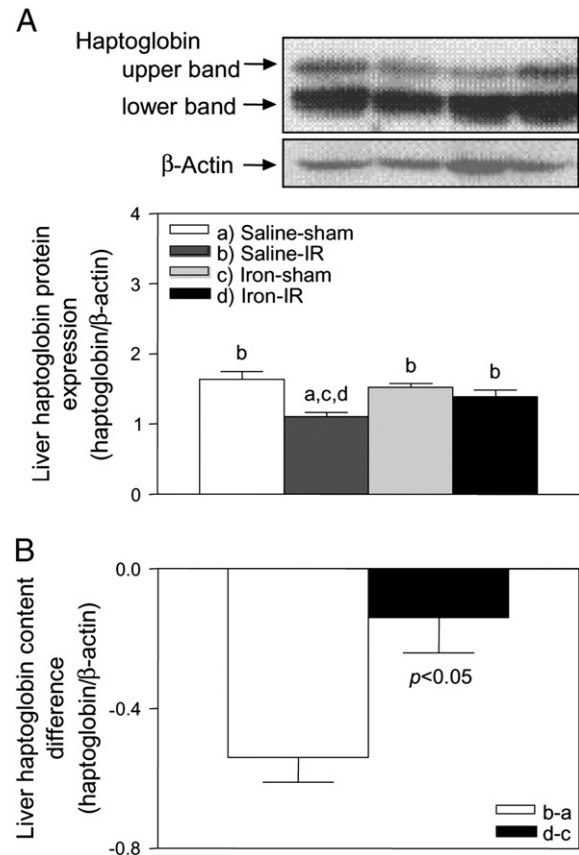 A
Haptoglobin
upper band
lower band
β-Actin
Liver haptoglobin protein
expression
(haptoglobin/β-actin)
4
3
2
1
0
a) Saline-sham
b) Saline-IR
c) Iron-sham
d) Iron-IR
b
a,c,d
b
b
B
Liver haptoglobin content
difference
(haptoglobin/β-actin)
0.0
-0.4
-0.8
p<0.05
b-a
d-c